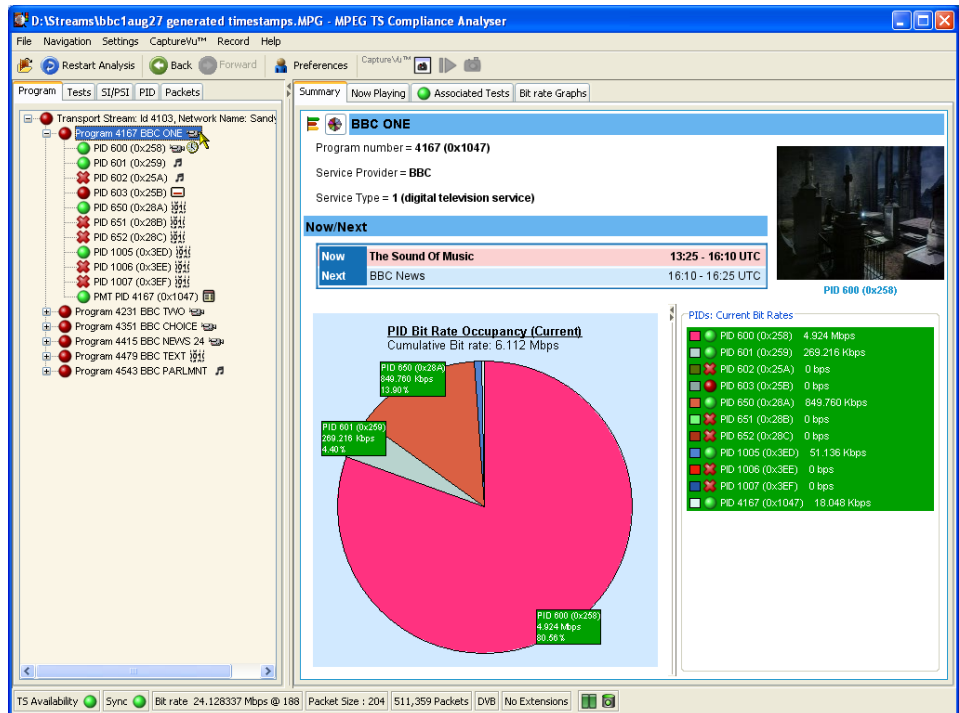 D:\Streams\bbc1aug27 generated timestamps.MPG - MPEG TS Compliance Analyser
File Navigation Settings CaptureVu™ Record Help
Restart Analysis Back Forward Preferences CaptureVu™
Program Tests SI/PSI PID Packets
Transport Stream: Id 4103, Network Name: Sandy
Program 4167 BBC ONE
PID 600 (0x258)
PID 601 (0x259)
PID 602 (0x25A)
PID 603 (0x25B)
PID 650 (0x28A)
PID 651 (0x28B)
PID 652 (0x28C)
PID 1005 (0x3ED)
PID 1006 (0x3EE)
PID 1007 (0x3EF)
PMT PID 4167 (0x1047)
Program 4231 BBC TWO
Program 4351 BBC CHOICE
Program 4415 BBC NEWS 24
Program 4479 BBC TEXT
Program 4543 BBC PARLMNT
Summary Now Playing Associated Tests Bit rate Graphs
BBC ONE
Program number = 4167 (0x1047)
Service Provider = BBC
Service Type = 1 (digital television service)
Now/Next
Now The Sound Of Music 13:25 - 16:10 UTC
Next BBC News 16:10 - 16:25 UTC
PID 600 (0x258)
PID Bit Rate Occupancy (Current)
Cumulative Bit rate: 6.112 Mbps
PID 650 (0x28A)
849.760 Kbps
13.90%
PID 601 (0x259)
269.216 Kbps
4.40%
PID 600 (0x258)
4.924 Mbps
80.56%
PIDs: Current Bit Rates
PID 600 (0x258) 4.924 Mbps
PID 601 (0x259) 269.216 Kbps
PID 602 (0x25A) 0 bps
PID 603 (0x25B) 0 bps
PID 650 (0x28A) 849.760 Kbps
PID 651 (0x28B) 0 bps
PID 652 (0x28C) 0 bps
PID 1005 (0x3ED) 51.136 Kbps
PID 1006 (0x3EE) 0 bps
PID 1007 (0x3EF) 0 bps
PID 4167 (0x1047) 18.048 Kbps
TS Availability Sync Bit rate 24.128337 Mbps @ 188 Packet Size : 204 511,359 Packets DVB No Extensions